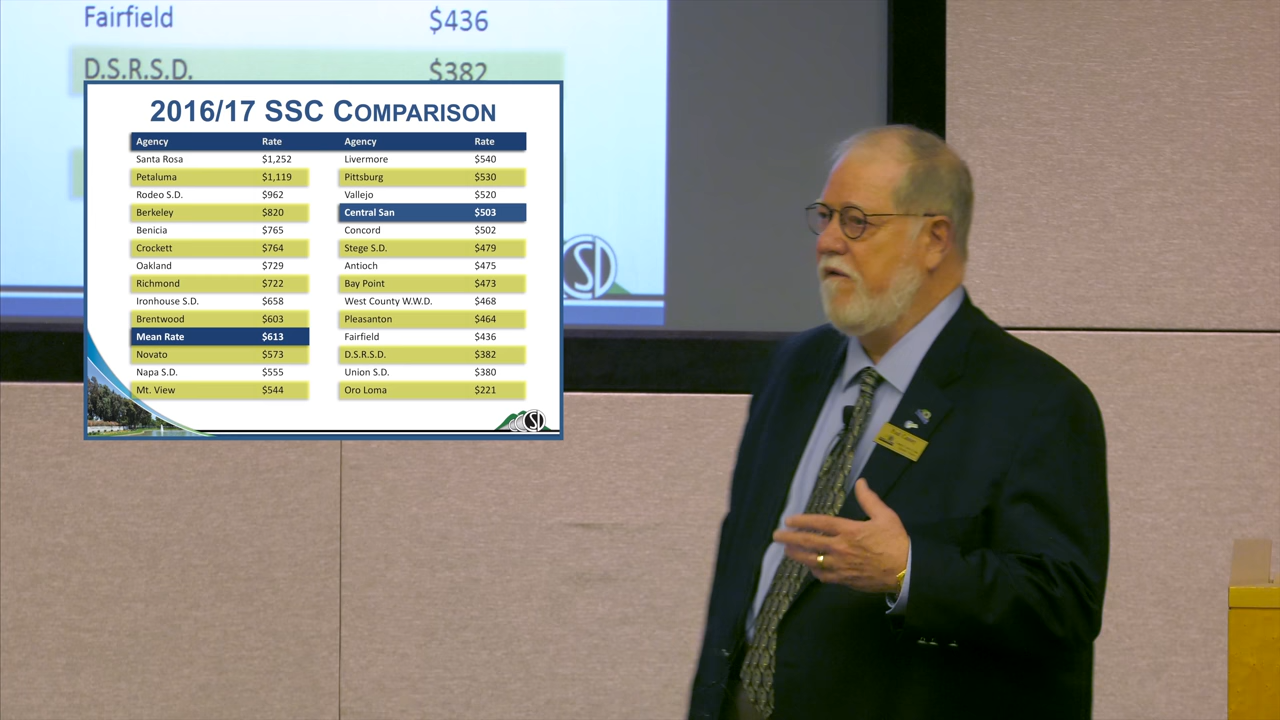 Fairfield $436
D.S.R.S.D. $382
2016/17 SSC COMPARISON
Agency Rate Agency Rate
Santa Rosa $1,252 Livermore $540
Petaluma $1,119 Pittsburg $530
Rodeo S.D. $962 Vallejo $520
Berkeley $820 Central San $503
Benicia $765 Concord $502
Crockett $764 Stege S.D. $479
Oakland $729 Antioch $475
Richmond $722 Bay Point $473
Ironhouse S.D. $658 West County W.W.D. $468
Brentwood $603 Pleasanton $464
Mean Rate $613 Fairfield $436
Novato $573 D.S.R.S.D. $382
Napa S.D. $555 Union S.D. $380
Mt. View $544 Oro Loma $221